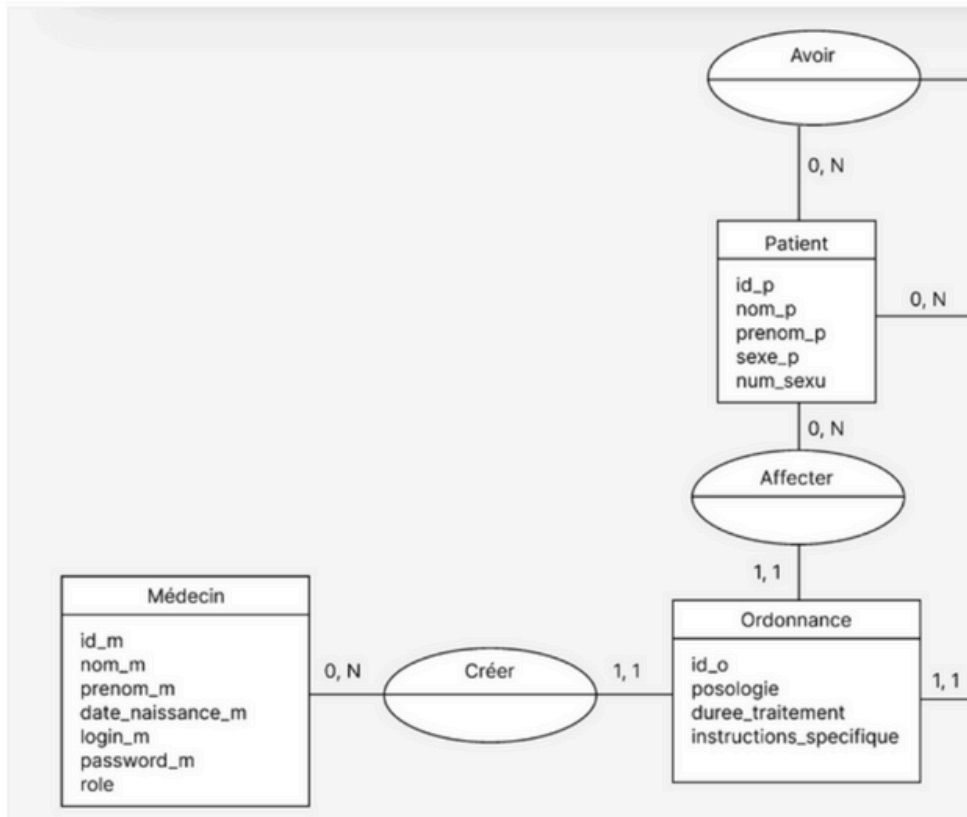 Avoir
0, N
Patient
id_p
nom_p
prenom_p
sexe_p
num_sexu
0, N
0, N
Affecter
1, 1
Médecin
id_m
nom_m
prenom_m
date_naissance_m
login_m
password_m
role
0, N
Créer
1, 1
Ordonnance
id_o
posologie
duree_traitement
instructions_specifique
1, 1